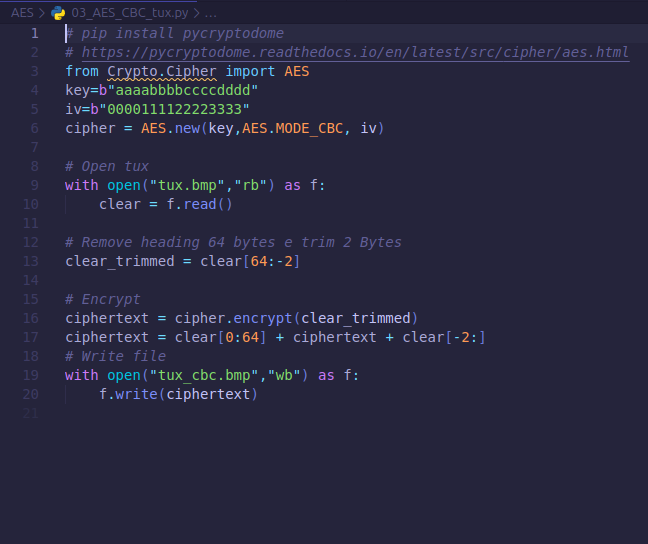 AES > 03_AES_CBC_tux.py > ...
1 # pip install pycryptodome
2 # https://pycryptodome.readthedocs.io/en/latest/src/cipher/aes.html
3 from Crypto.Cipher import AES
4 key=b"aaaabbbbccccdddd"
5 iv=b"0000111122223333"
6 cipher = AES.new(key,AES.MODE_CBC, iv)
7
8 # Open tux
9 with open("tux.bmp","rb") as f:
10     clear = f.read()
11
12 # Remove heading 64 bytes e trim 2 Bytes
13 clear_trimmed = clear[64:-2]
14
15 # Encrypt
16 ciphertext = cipher.encrypt(clear_trimmed)
17 ciphertext = clear[0:64] + ciphertext + clear[-2:]
18 # Write file
19 with open("tux_cbc.bmp","wb") as f:
20     f.write(ciphertext)
21